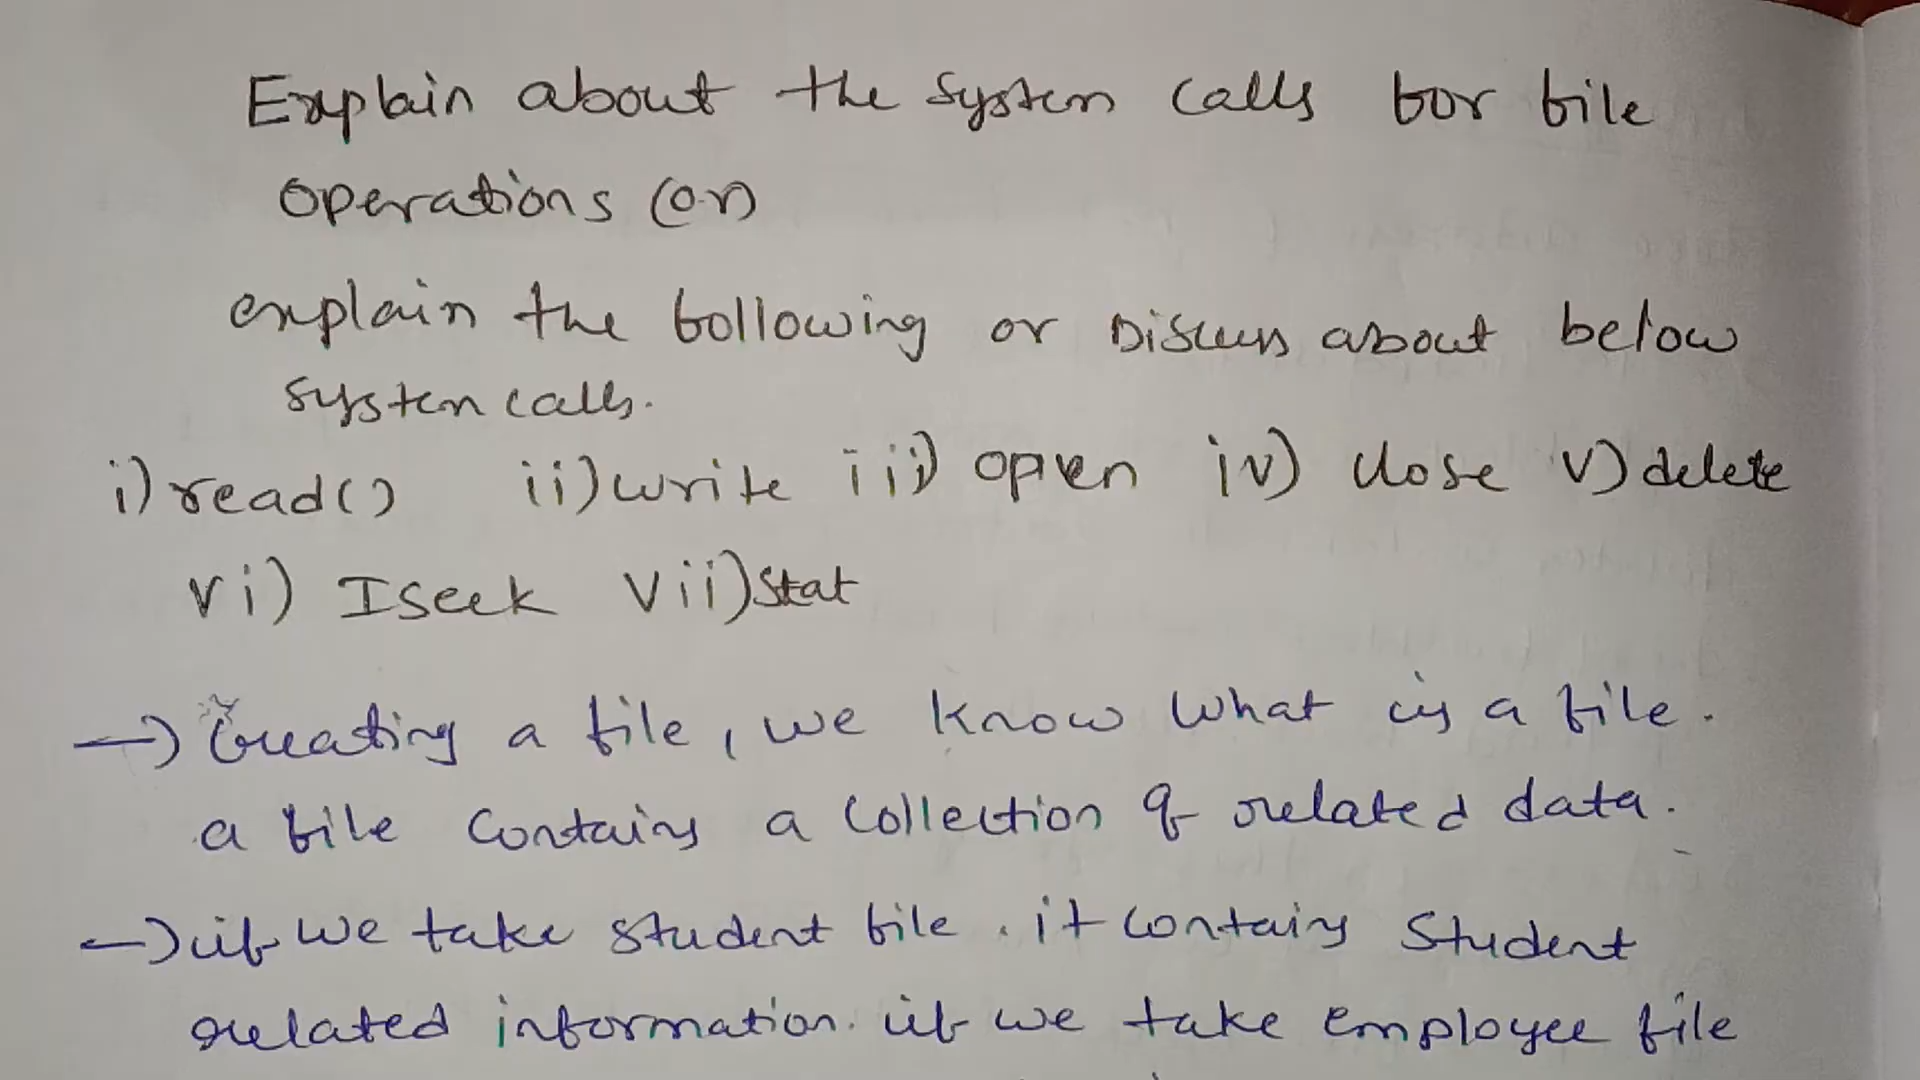 Explain about the system calls for file
operations (or)
explain the following or Discuss about below
system calls.
i) read() ii) write iii) open iv) close v) delete
vi) Iseek vii) stat
→ Creating a file, we know what is a file.
a file contains a collection of related data.
→ if we take student file. it contains student
related information. if we take employee file